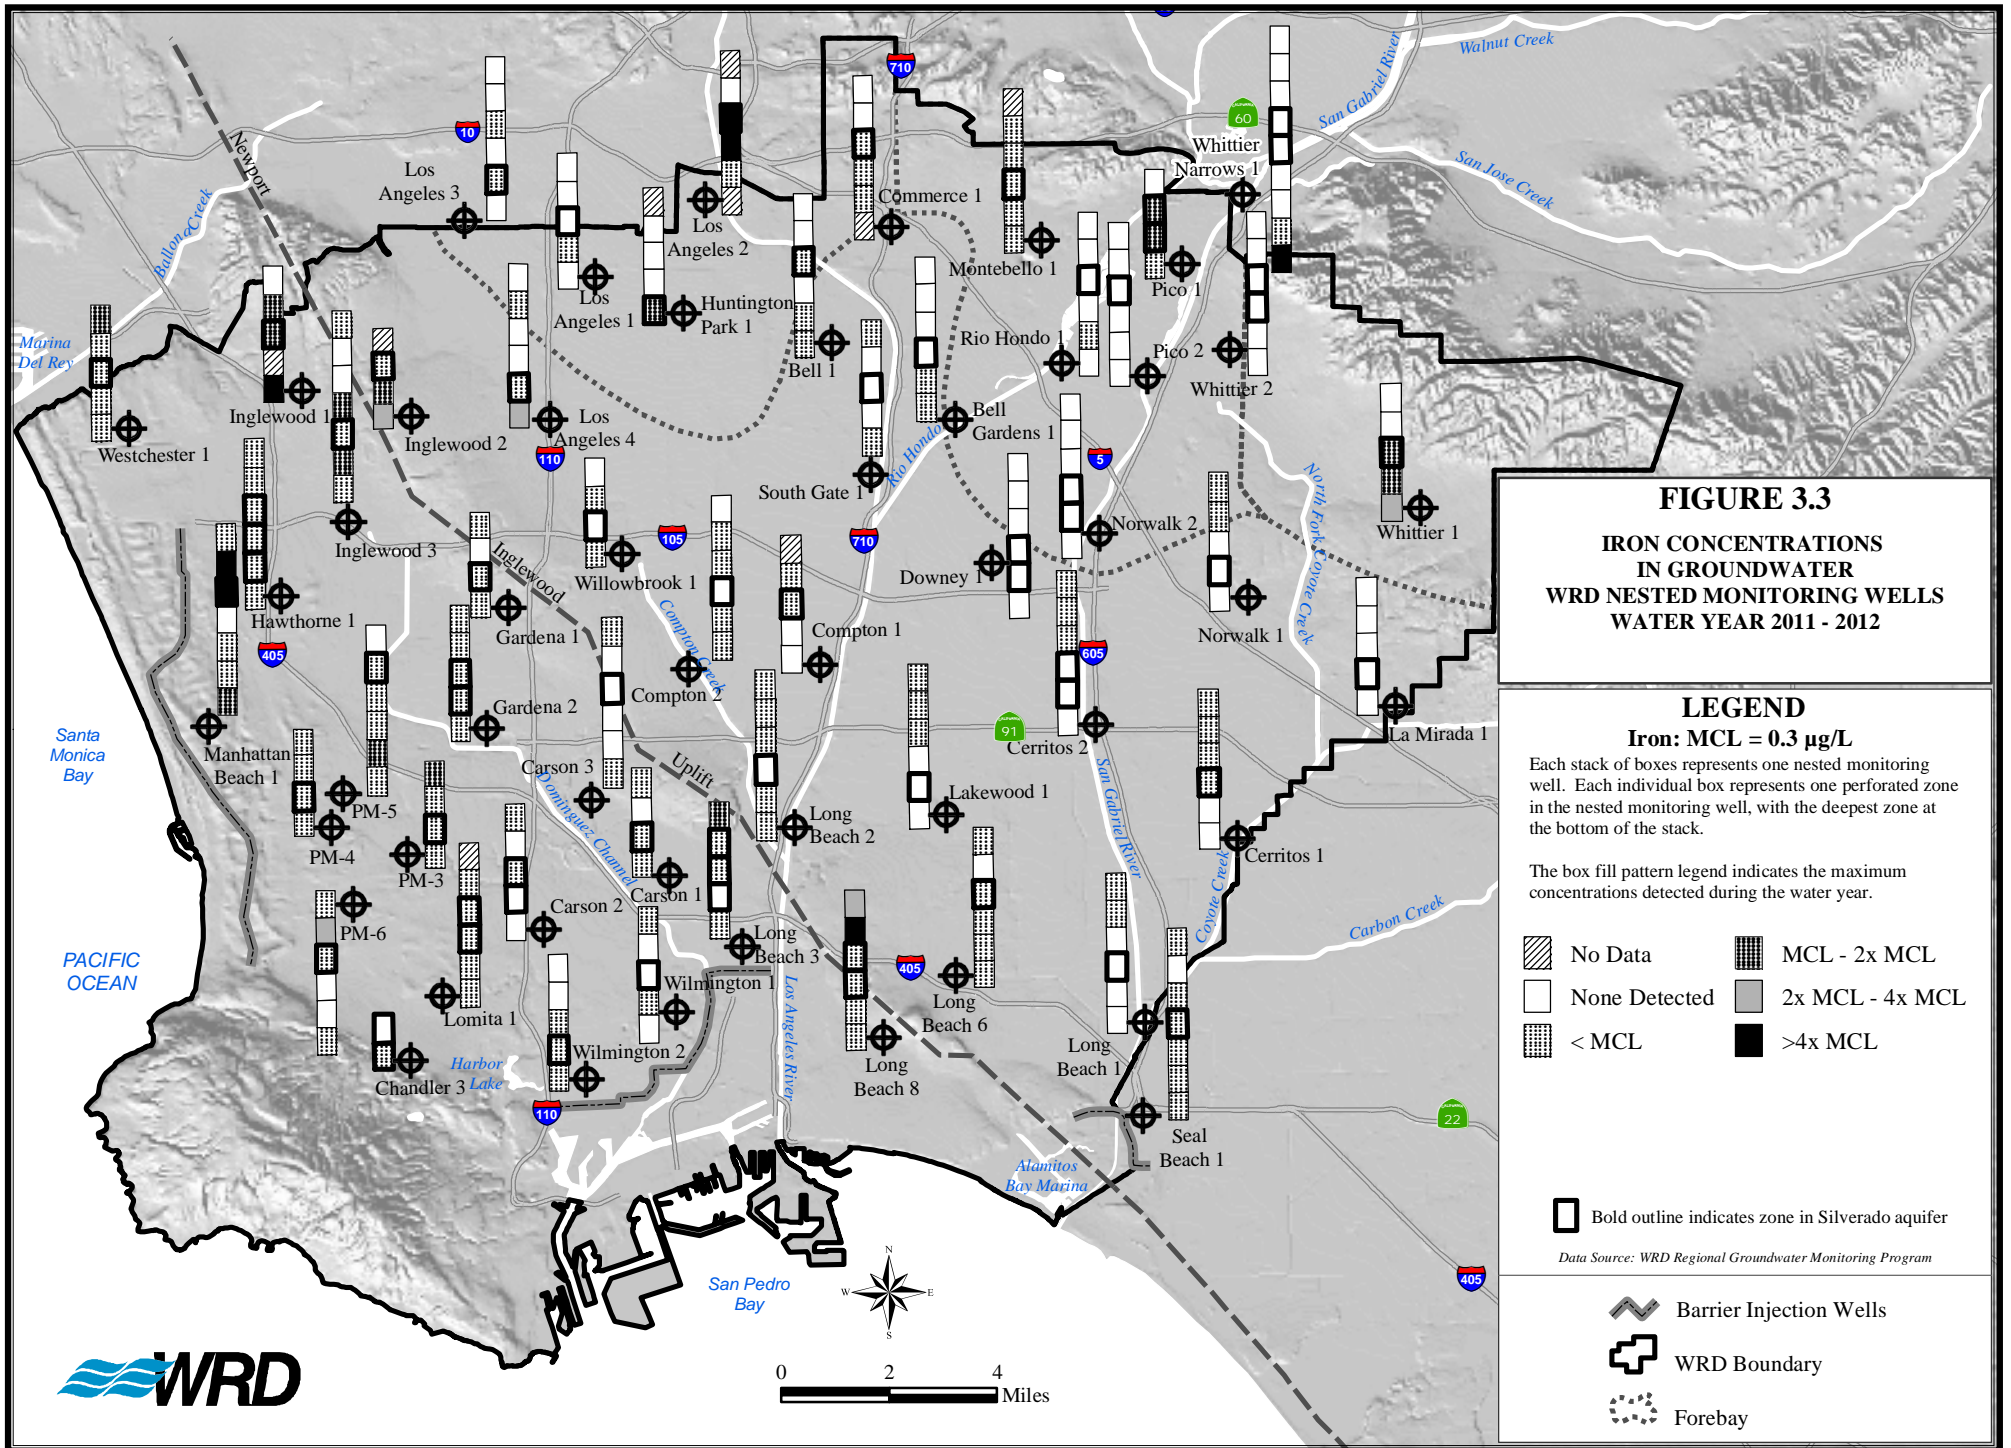 Walnut Creek
San Gabriel River
710
10
CALIFORNIA
60
Whittier
Narrows 1
San Jose Creek
Newport
Los
Angeles 3
Ballona Creek
Commerce 1
Los
Angeles 2
Montebello 1
Pico 1
Los
Angeles 1
Huntington
Park 1
Marina
Del Rey
Rio Hondo 1
Pico 2
Bell 1
Whittier 2
Inglewood 1
Inglewood 2
Los
Angeles 4
Bell
Gardens 1
Westchester 1
110
5
Rio Hondo
South Gate 1
North Fork Coyote Creek
Whittier 1
Inglewood 3
105
710
Norwalk 2
Inglewood
Willowbrook 1
Downey 1
Hawthorne 1
Gardena 1
Compton 1
Norwalk 1
405
Compton Creek
Compton 2
605
Gardena 2
CALIFORNIA
91
Cerritos 2
La Mirada 1
Santa
Monica
Bay
Manhattan
Beach 1
Carson 3
Uplift
San Gabriel River
PM-5
Dominguez Channel
Long
Beach 2
Lakewood 1
PM-4
PM-3
Cerritos 1
Carson 1
Coyote Creek
PM-6
Carson 2
Long
Beach 3
Carbon Creek
PACIFIC
OCEAN
405
Wilmington 1
Los Angeles River
Lomita 1
Long
Beach 6
Wilmington 2
Long
Beach 1
Harbor
Lake
Chandler 3
Long
Beach 8
110
CALIFORNIA
22
Seal
Beach 1
Alamitos
Bay Marina
San Pedro
Bay
405
N
W
E
S
0
2
4
Miles
WRD
FIGURE 3.3
IRON CONCENTRATIONS
IN GROUNDWATER
WRD NESTED MONITORING WELLS
WATER YEAR 2011 - 2012
LEGEND
Iron: MCL = 0.3 µg/L
Each stack of boxes represents one nested monitoring
well. Each individual box represents one perforated zone
in the nested monitoring well, with the deepest zone at
the bottom of the stack.
The box fill pattern legend indicates the maximum
concentrations detected during the water year.
No Data
MCL - 2x MCL
None Detected
2x MCL - 4x MCL
< MCL
>4x MCL
Bold outline indicates zone in Silverado aquifer
Data Source: WRD Regional Groundwater Monitoring Program
Barrier Injection Wells
WRD Boundary
Forebay